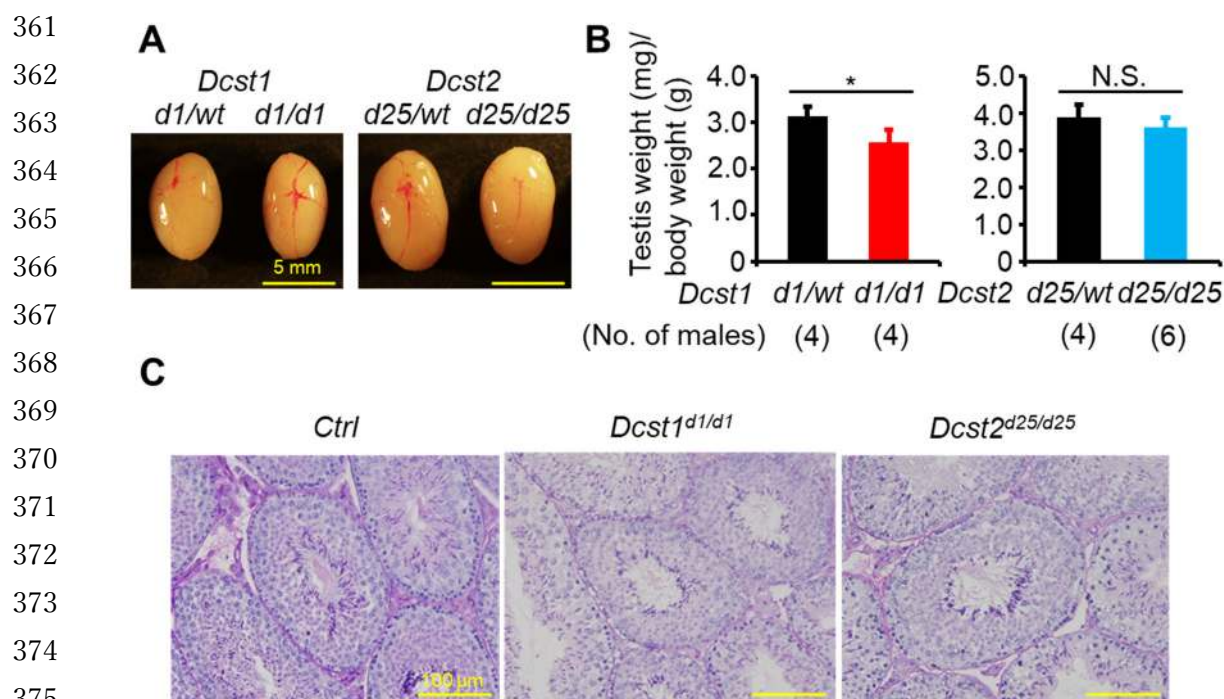 361
362
363
364
365
366
367
368
369
370
371
372
373
374
375
A
Dcst1 Dcst2
d1/wt d1/d1 d25/wt d25/d25
5 mm
B
Testis weight (mg)/
body weight (g)
4.0
3.0
2.0
1.0
0
*
5.0
4.0
3.0
2.0
1.0
0
N.S.
Dcst1 d1/wt d1/d1 Dcst2 d25/wt d25/d25
(No. of males) (4) (4) (4) (6)
C
Ctrl Dcst1d1/d1 Dcst2d25/d25
100 µm